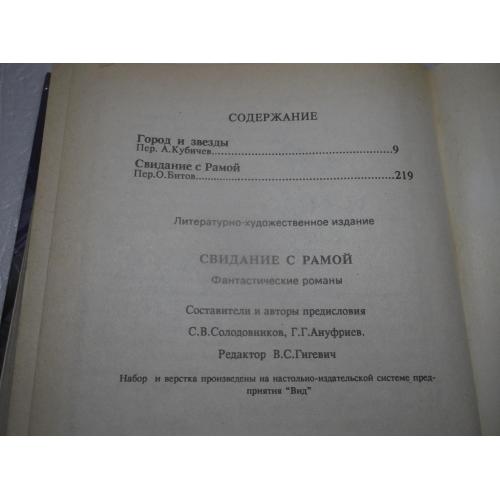 СОДЕРЖАНИЕ
Город и звезды
Пер. А.Кубичев.......................................................9
Свидание с Рамой
Пер.О.Битов.........................................................219
Литературно-художественное издание
СВИДАНИЕ С РАМОЙ
Фантастические романы
Составители и авторы предисловия
С.В.Солодовников, Г.Г.Ануфриев.
Редактор В.С.Гигевич
Набор и верстка произведены на настольно-издательской системе пред-
приятия "Вид"